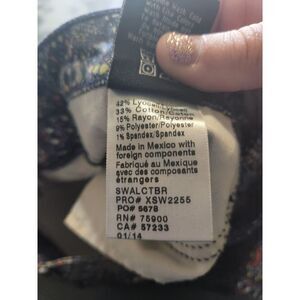 Wash Cold
42% Lyocell/Lyocell
33% Cotton/Coton
15% Rayon/Rayonne
9% Polyester/Polyester
1% Spandex/Spandex
Made in Mexico with
foreign components
Fabriqué au Mexique
avec des composants
étrangers
SWALCTBR
PRO# XSW2255
PO# 5678
RN# 75900
CA# 57233
01/14